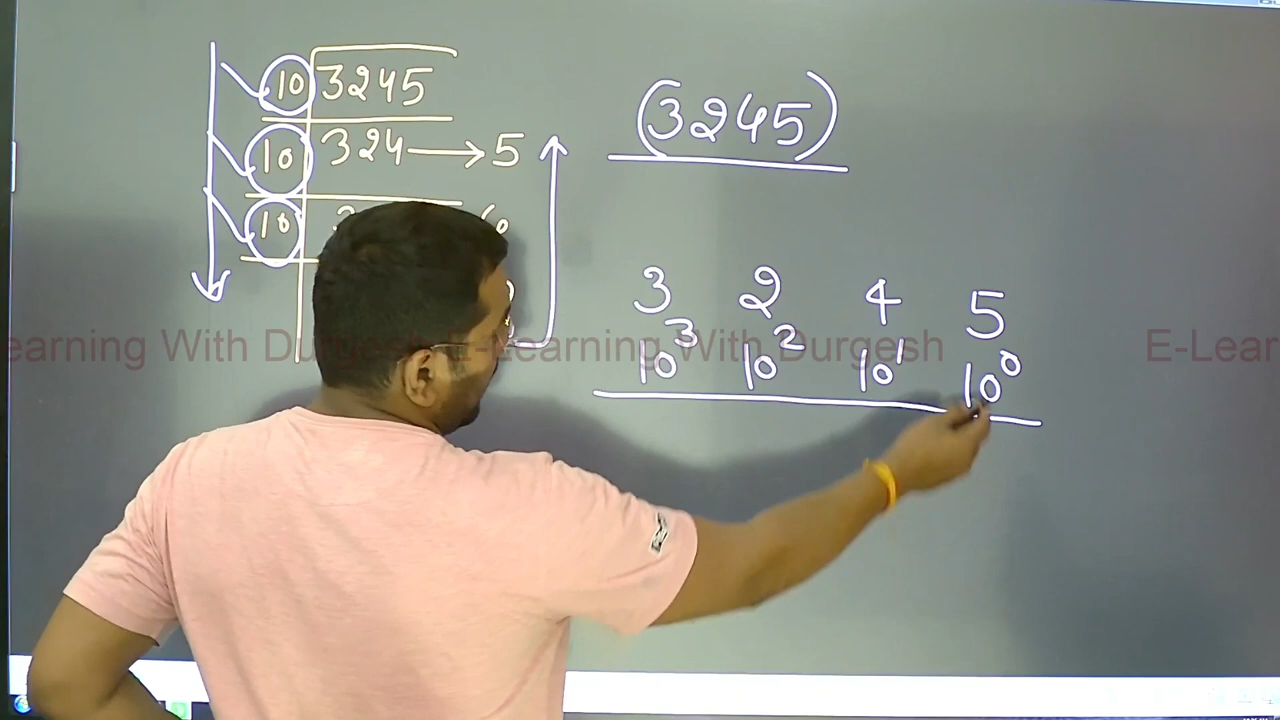 10 3245
10 324 → 5
10
(3245)
3 2 4 5
10³ 10² 10¹ 10⁰
earning With Durgesh E-Learning With Durgesh E-Lear